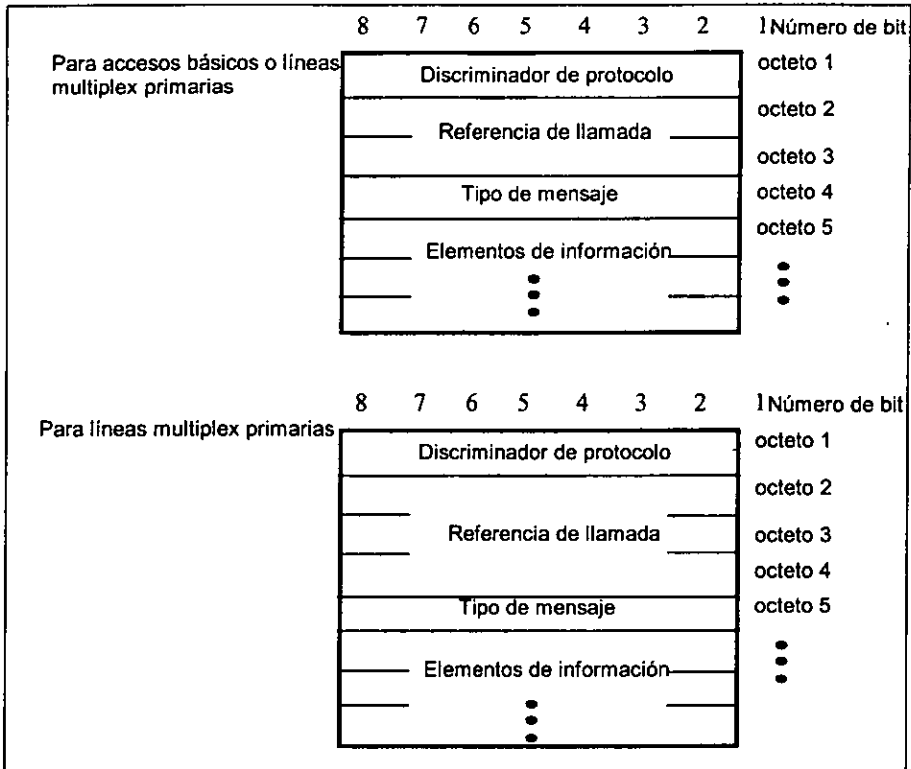 8 7 6 5 4 3 2 1 Número de bit
Para accesos básicos o líneas
multiplex primarias
Discriminador de protocolo
octeto 1
octeto 2
Referencia de llamada
octeto 3
Tipo de mensaje
octeto 4
octeto 5
Elementos de información
8 7 6 5 4 3 2 1 Número de bit
Para líneas multiplex primarias
Discriminador de protocolo
octeto 1
octeto 2
Referencia de llamada
octeto 3
octeto 4
Tipo de mensaje
octeto 5
Elementos de información